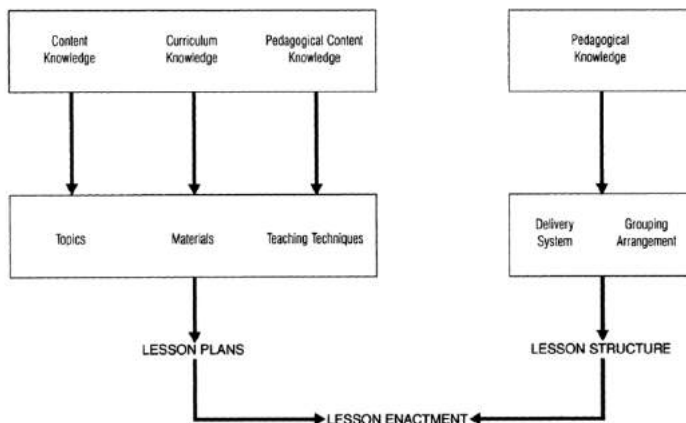 Content
Knowledge
Curriculum
Knowledge
Pedagogical Content
Knowledge
Pedagogical
Knowledge
Topics
Materials
Teaching Techniques
Delivery
System
Grouping
Arrangement
LESSON PLANS
LESSON STRUCTURE
LESSON ENACTMENT